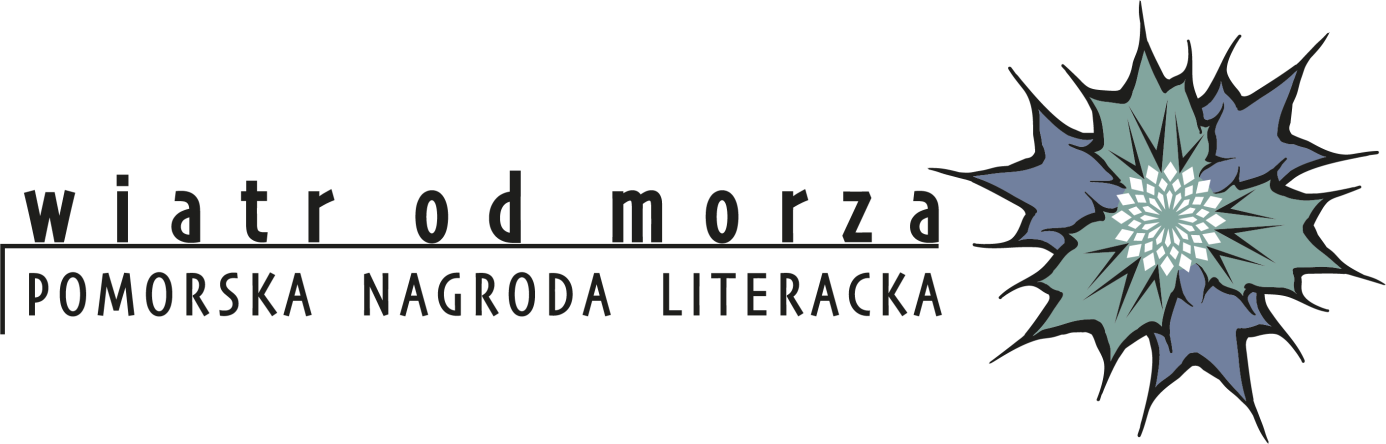 wiatr od morza
POMORSKA NAGRODA LITERACKA